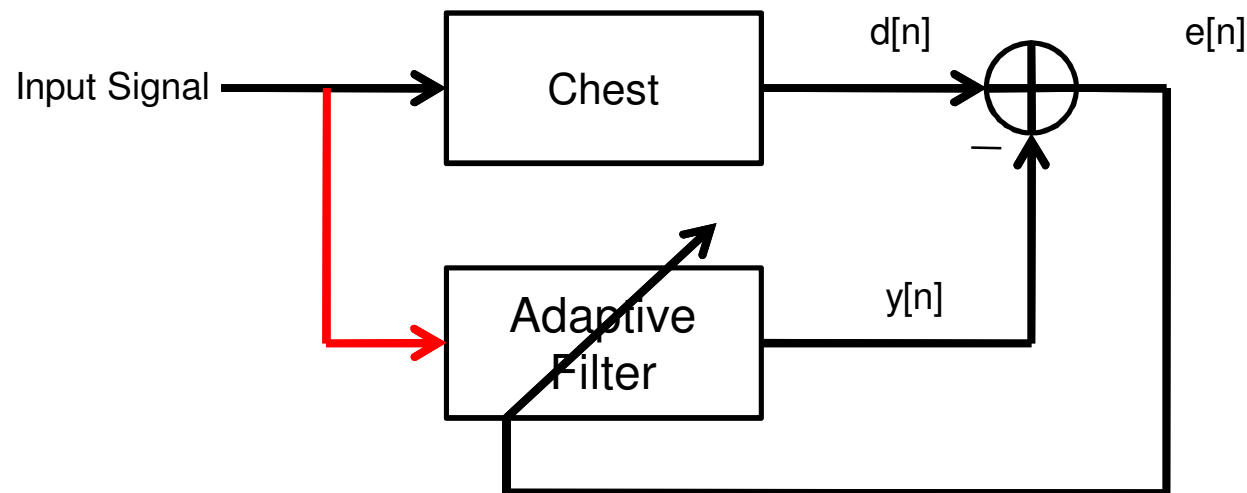 d[n]
e[n]
Input Signal
Chest
–
y[n]
Adaptive
Filter